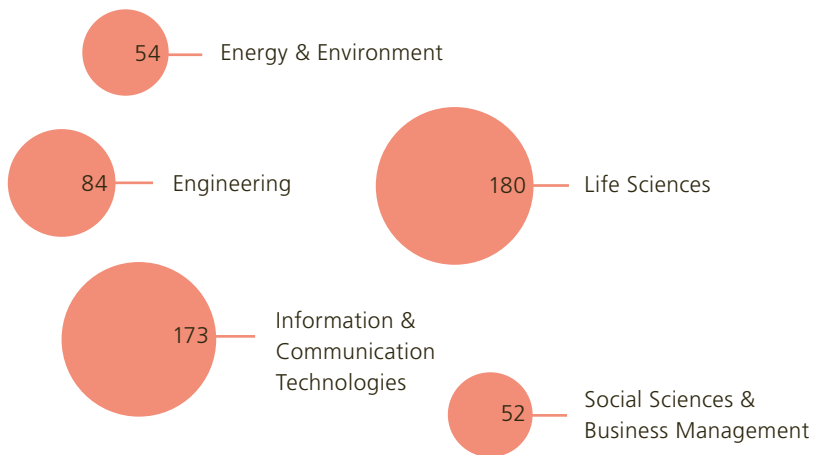 54
Energy & Environment
84
Engineering
180
Life Sciences
173
Information &
Communication
Technologies
52
Social Sciences &
Business Management